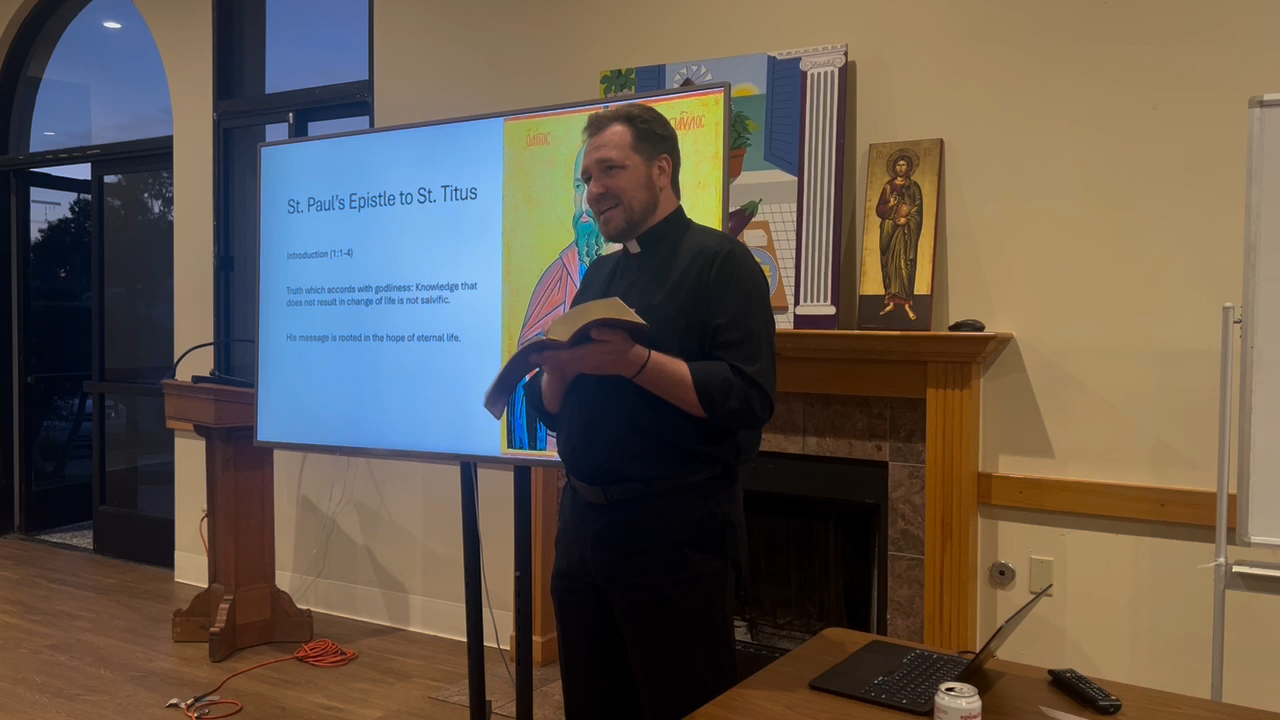 St. Paul's Epistle to St. Titus
Introduction (1:1-4)
Truth which accords with godliness: Knowledge that
does not result in change of life is not salvific.
His message is rooted in the hope of eternal life.